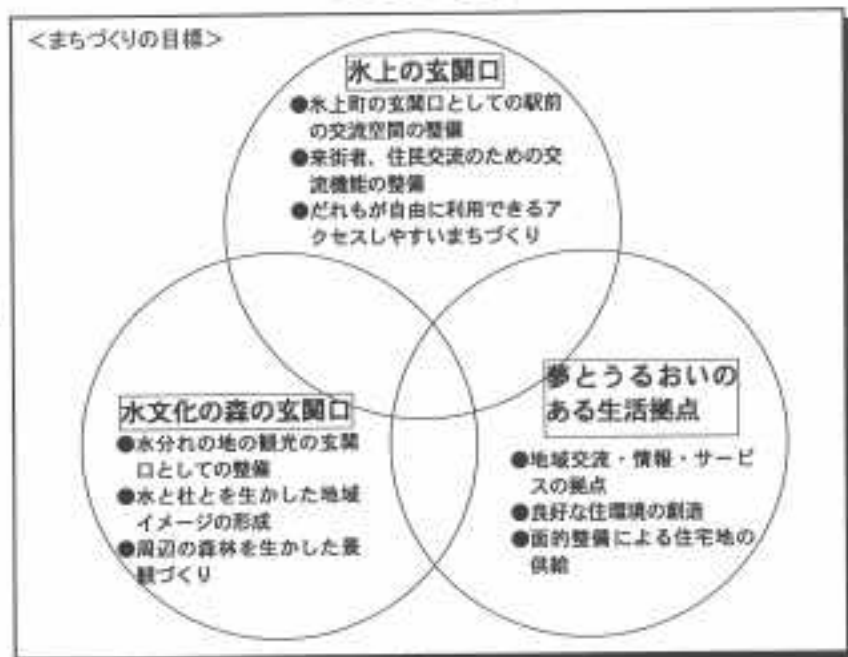 <まちづくりの目標>
氷上の玄関口
●氷上町の玄関口としての駅前
の交流空間の整備
●来街者、住民交流のための交
流機能の整備
●だれもが自由に利用できるア
クセスしやすいまちづくり
水文化の森の玄関口
●水分れの地の観光の玄関
口としての整備
●水と杜とを生かした地域
イメージの形成
●周辺の森林を生かした景
観づくり
夢とうるおいの
ある生活拠点
●地域交流・情報・サービ
スの拠点
●良好な住環境の創造
●面的整備による住宅地の
供給